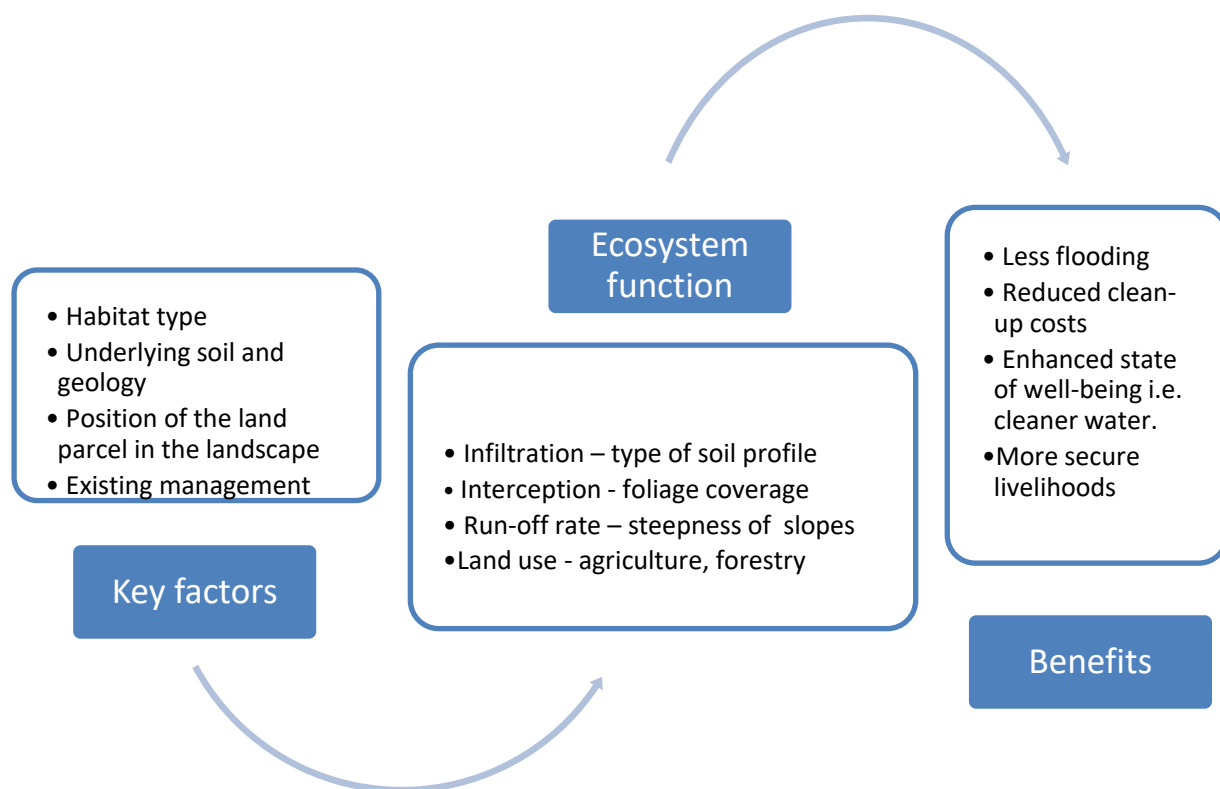 • Habitat type
• Underlying soil and
geology
• Position of the land
parcel in the landscape
• Existing management
Key factors
Ecosystem
function
• Infiltration – type of soil profile
• Interception - foliage coverage
• Run-off rate – steepness of  slopes
•Land use - agriculture, forestry
• Less flooding
• Reduced clean-
up costs
• Enhanced state
of well-being i.e.
cleaner water.
•More secure
livelihoods
Benefits